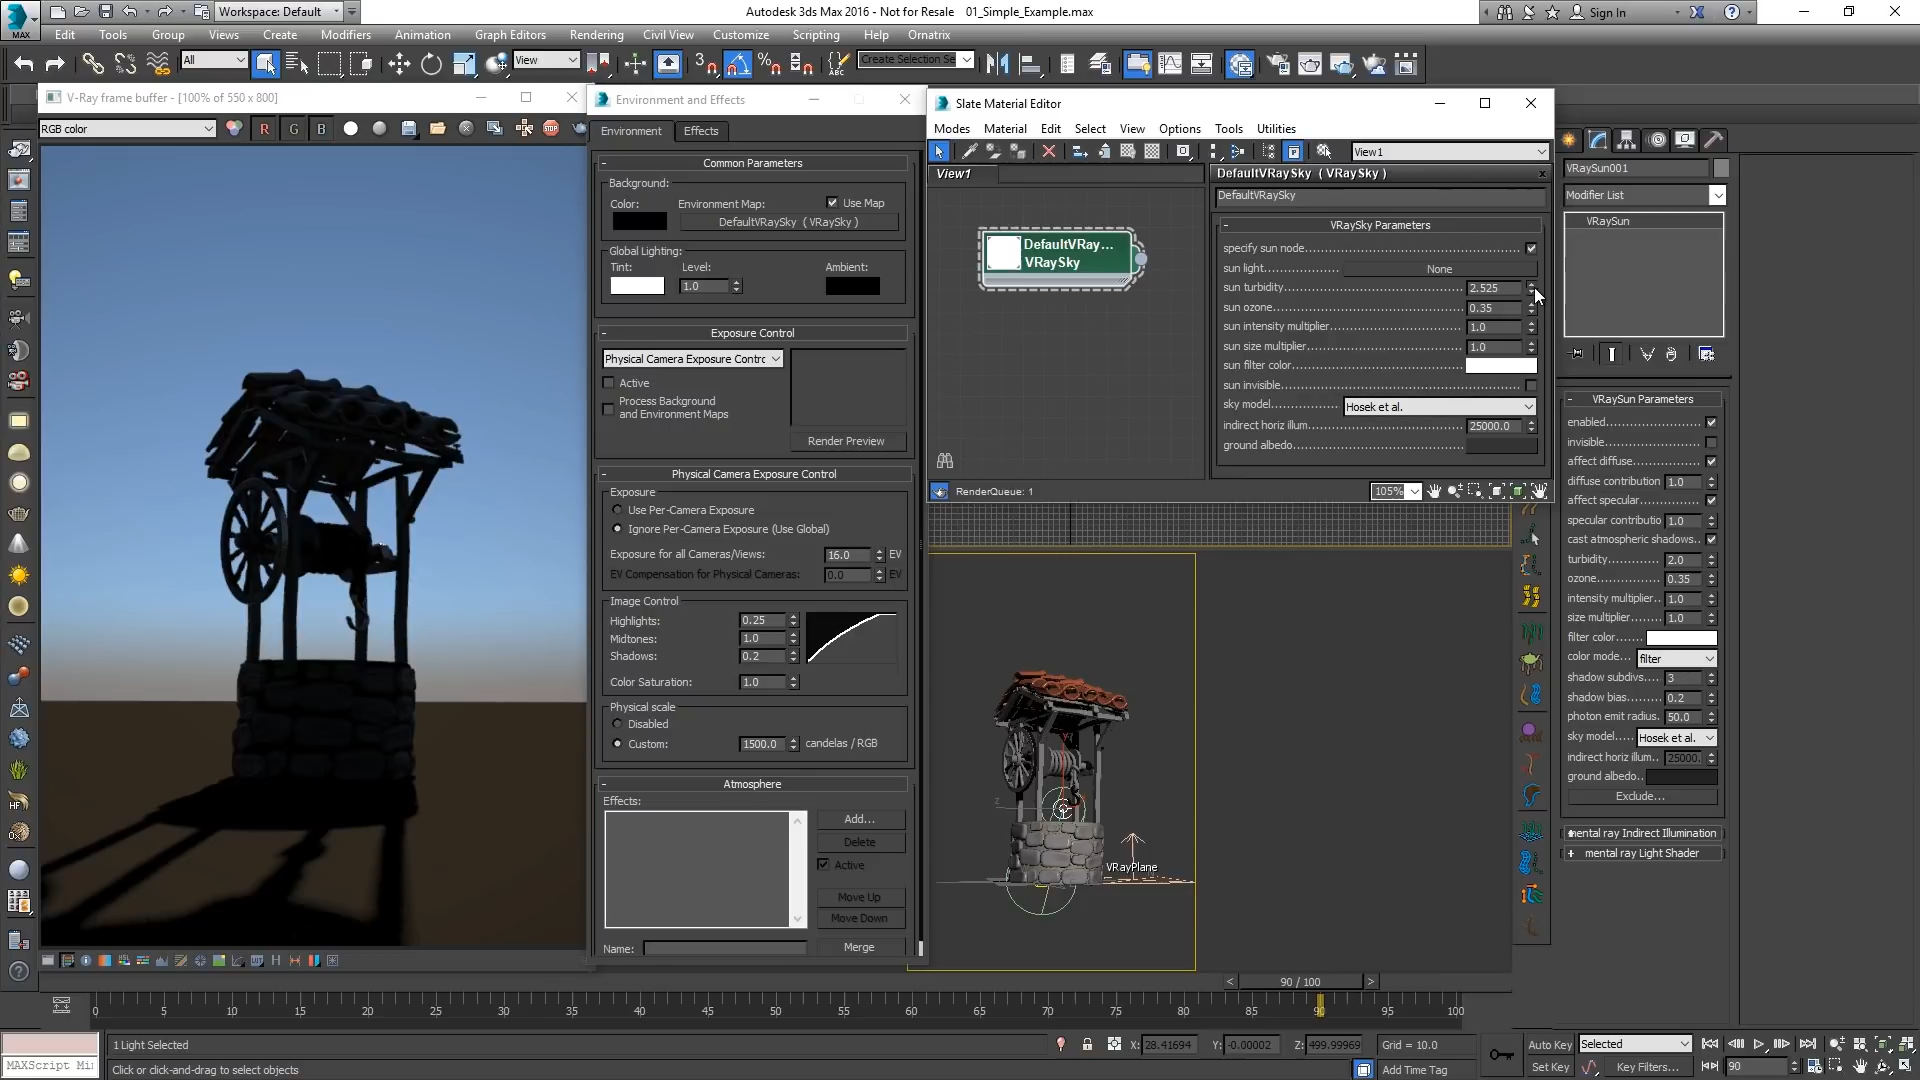 MAX
Workspace: Default
Autodesk 3ds Max 2016 - Not for Resale 01_Simple_Example.max
Sign In
Edit Tools Group Views Create Modifiers Animation Graph Editors Rendering Civil View Customize Scripting Help Ornatrix
All
View
3
ABC
Create Selection Se
V-Ray frame buffer - [100% of 550 x 800]
RGB color
R G B
Environment and Effects
Environment Effects
Common Parameters
Background:
Color: Environment Map: Use Map
DefaultVRaySky ( VRaySky )
Global Lighting:
Tint: Level: Ambient:
1.0
Exposure Control
Physical Camera Exposure Contrc
Active
Process Background
and Environment Maps
Render Preview
Physical Camera Exposure Control
Exposure
Use Per-Camera Exposure
Ignore Per-Camera Exposure (Use Global)
Exposure for all Cameras/Views: 16.0 EV
EV Compensation for Physical Cameras: 0.0 EV
Image Control
Highlights: 0.25
Midtones: 1.0
Shadows: 0.2
Color Saturation: 1.0
Physical scale
Disabled
Custom: 1500.0 candelas / RGB
Atmosphere
Effects:
Add...
Delete
Active
Move Up
Move Down
Name:
Merge
Slate Material Editor
Modes Material Edit Select View Options Tools Utilities
View1
View1
DefaultVRay...
VRaySky
DefaultVRaySky ( VRaySky )
DefaultVRaySky
VRaySky Parameters
specify sun node
sun light None
sun turbidity 2.525
sun ozone 0.35
sun intensity multiplier 1.0
sun size multiplier 1.0
sun filter color
sun invisible
sky model Hosek et al.
indirect horiz illum 25000.0
ground albedo
RenderQueue: 1
105%
VRayPlane
VRaySun001
Modifier List
VRaySun
VRaySun Parameters
enabled
invisible
affect diffuse
diffuse contribution 1.0
affect specular
specular contributio 1.0
cast atmospheric shadows..
turbidity 2.0
ozone 0.35
intensity multiplier.. 1.0
size multiplier 1.0
filter color
color mode... filter
shadow subdivs... 3
shadow bias... 0.2
photon emit radius. 50.0
sky model..... Hosek et al.
indirect horiz illum.. 25000.
ground albedo..
Exclude...
mental ray Indirect Illumination
+ mental ray Light Shader
HF
< 90 / 100 >
0 5 10 15 20 25 30 35 40 45 50 55 60 65 70 75 80 85 90 95 100
1 Light Selected
X: 28.41694 Y: -0.00002 Z: 499.99969 Grid = 10.0
Auto Key Selected
MAXScript Mi
Click or click-and-drag to select objects
Add Time Tag
Set Key Key Filters...
90